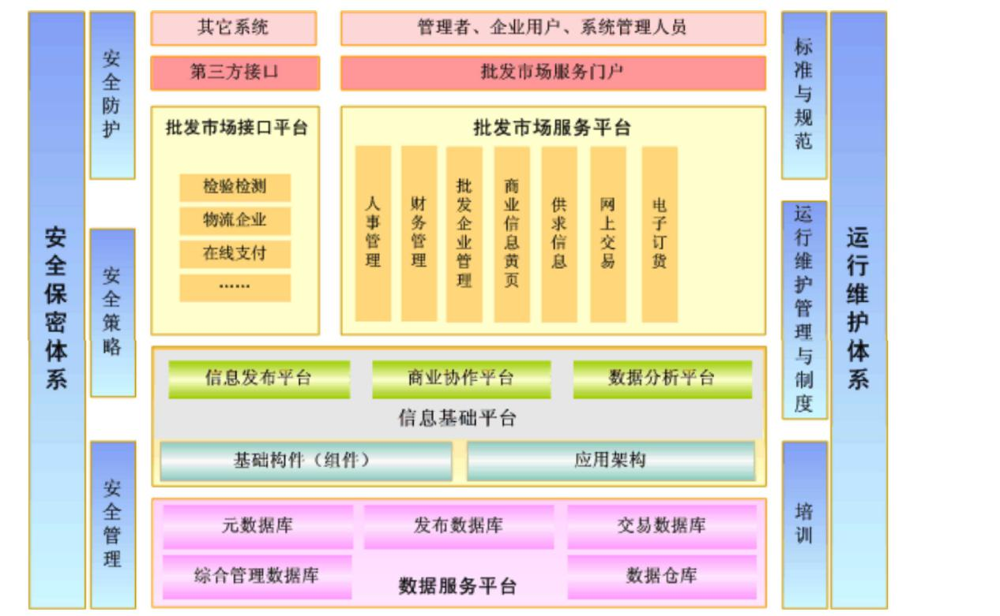 安全保密体系
安全防护
安全策略
安全管理
其它系统
管理者、企业用户、系统管理人员
第三方接口
批发市场服务门户
批发市场接口平台
检验检测
物流企业
在线支付
……
批发市场服务平台
人事管理
财务管理
批发企业管理
商业信息黄页
供求信息
网上交易
电子订货
信息发布平台
商业协作平台
数据分析平台
信息基础平台
基础构件（组件）
应用架构
元数据库
发布数据库
交易数据库
综合管理数据库
数据服务平台
数据仓库
标准与规范
运行维护管理与制度
培训
运行维护体系